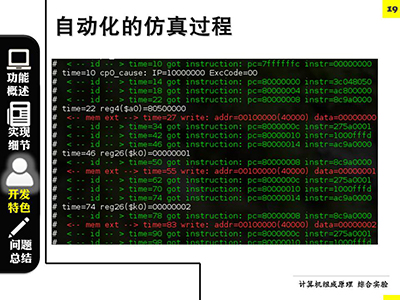 自动化的仿真过程
19
功能
概述
实现
细节
开发
特色
问题
总结
# < -- id -- > time=10 got instruction: pc=7ffffffc instr=00000000
# time=10 cp0_cause: IP=10000000 ExcCode=00
# < -- id -- > time=14 got instruction: pc=80000000 instr=3c048050
# < -- id -- > time=18 got instruction: pc=80000004 instr=00000000
# < -- id -- > time=22 got instruction: pc=80000008 instr=8c9a0000
# time=22 reg4($a0)=80500000
# <-- mem ext --> time=27 write: addr=00100000(40000) data=00000000
# < -- id -- > time=34 got instruction: pc=8000000c instr=275a0001
# < -- id -- > time=42 got instruction: pc=80000010 instr=1000fffd
# < -- id -- > time=46 got instruction: pc=80000014 instr=ac9a0000
# time=46 reg26($k0)=00000001
# < -- id -- > time=50 got instruction: pc=80000008 instr=8c9a0000
# <-- mem ext --> time=55 write: addr=00100000(40000) data=00000001
# < -- id -- > time=62 got instruction: pc=8000000c instr=275a0001
# < -- id -- > time=70 got instruction: pc=80000010 instr=1000fffd
# < -- id -- > time=74 got instruction: pc=80000014 instr=ac9a0000
# time=74 reg26($k0)=00000002
# < -- id -- > time=78 got instruction: pc=80000008 instr=8c9a0000
# <-- mem ext --> time=83 write: addr=00100000(40000) data=00000002
# < -- id -- > time=90 got instruction: pc=8000000c instr=275a0001
# < -- id -- > time=98 got instruction: pc=80000010 instr=1000fffd
计算机组成原理 综合实验